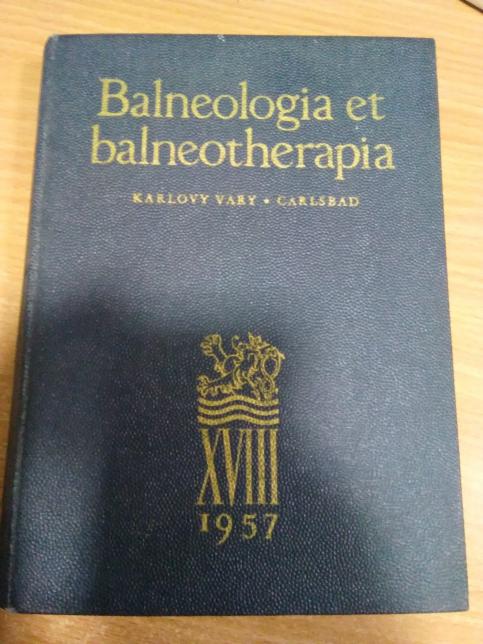 Balneologia et
balneotherapia
KARLOVY VARY • CARLSBAD
XVIII
1957